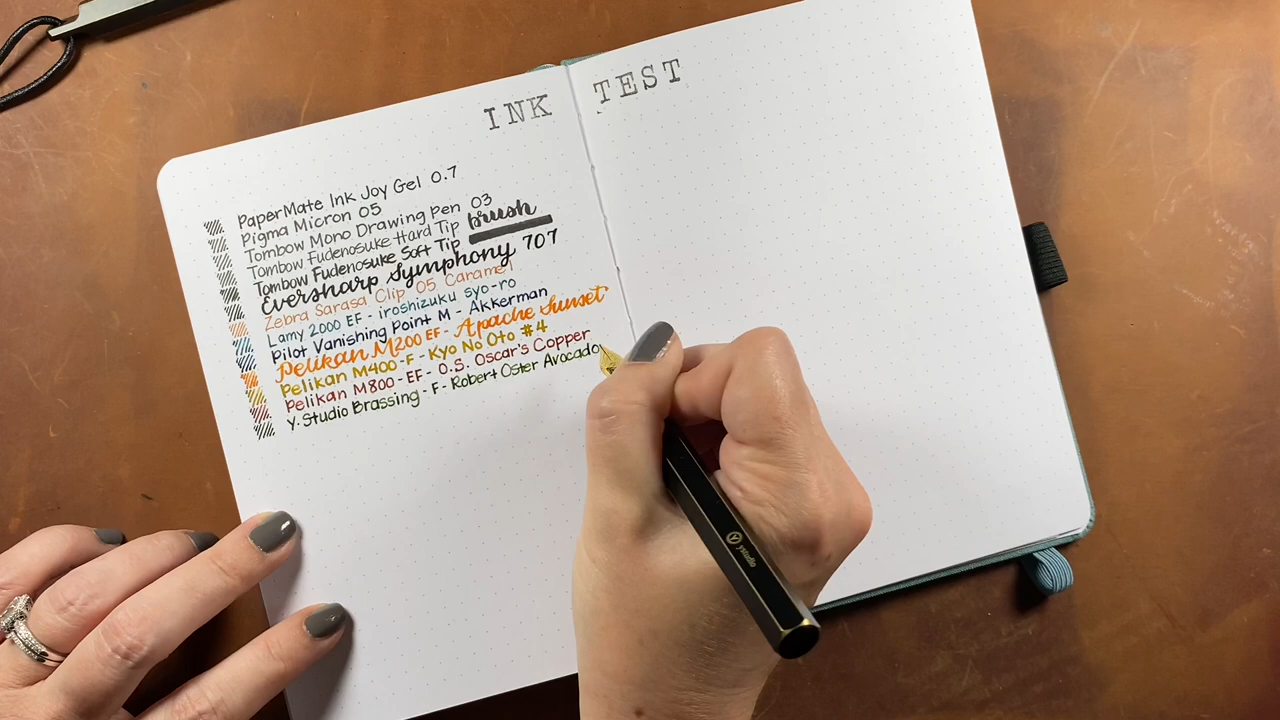 INK TEST
PaperMate Ink Joy Gel 0.7
Pigma Micron 05
Tombow Mono Drawing Pen 03
Tombow Fudenosuke Hard Tip brush
Tombow Fudenosuke Soft Tip
Eversharp Symphony 707
Zebra Sarasa Clip 05 Caramel
Lamy 2000 EF - iroshizuku syo-ro
Pilot Vanishing Point M - Akkerman
Pelikan M200 EF - Apache Sunset
Pelikan M400 -F - Kyo No Oto #4
Pelikan M800 - EF - O.S. Oscar's Copper
Y. Studio Brassing - F - Robert Oster Avocado
ystudio